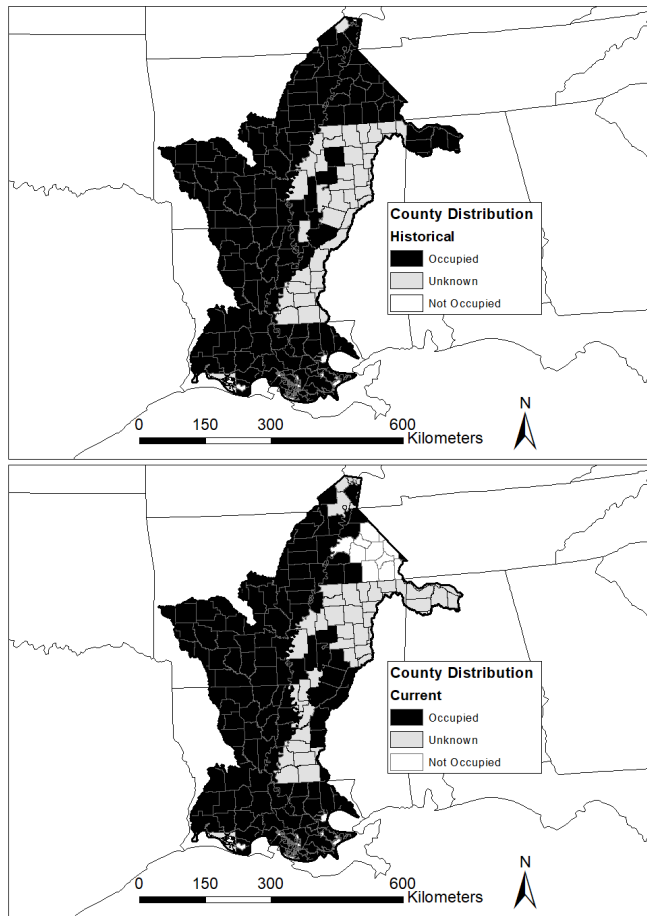 County Distribution
Historical
Occupied
Unknown
Not Occupied
N
0 150 300 600
Kilometers
County Distribution
Current
Occupied
Unknown
Not Occupied
N
0 150 300 600
Kilometers